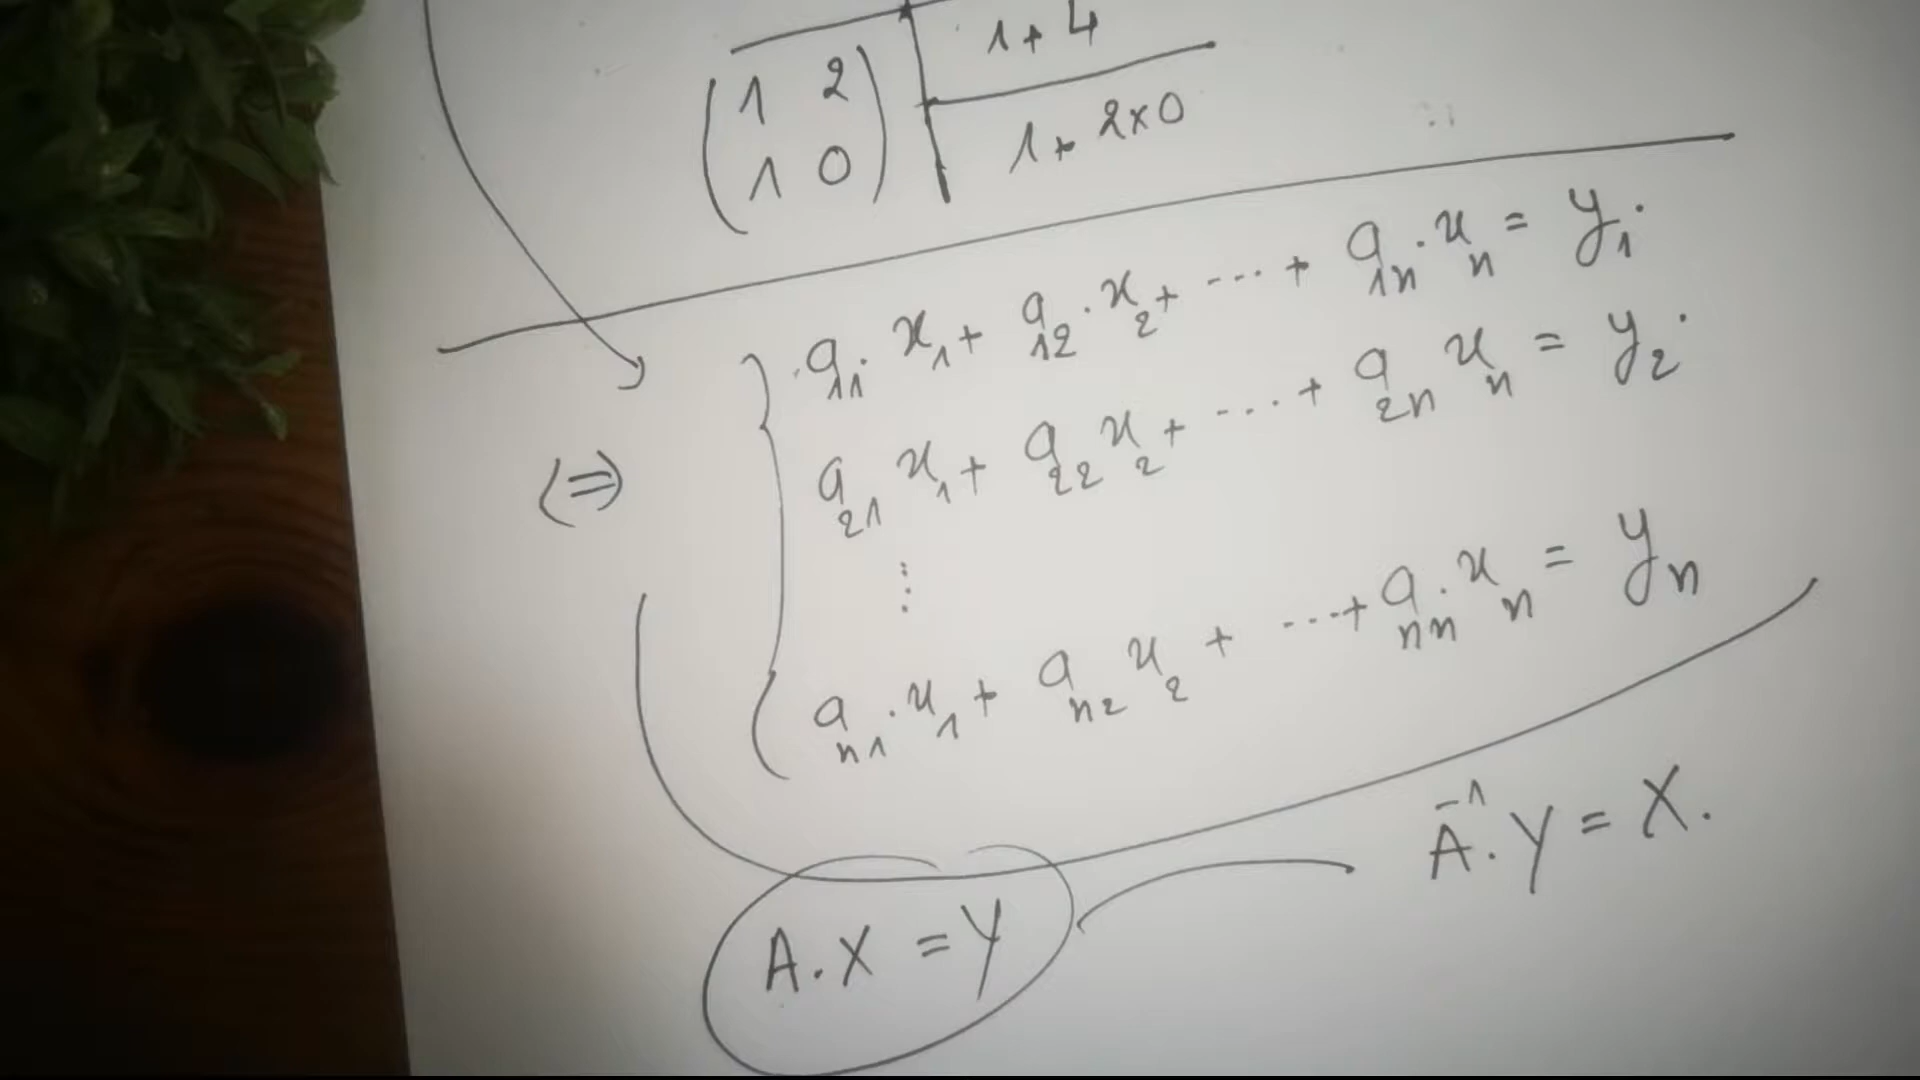 1 + 4
( 1 2 )
( 1 0 ) 1 + 2×0
a₁₁ . x₁ + a₁₂ . x₂ + ---- + a₁ₙ . xₙ = y₁ .
(⇒) a₂₁ x₁ + a₂₂ x₂ + ---- + a₂ₙ xₙ = y₂ .
⋮
aₙ₁ . x₁ + aₙ₂ x₂ + ---- + aₙₙ . xₙ = yₙ
A⁻¹ . Y = X .
A . X = Y